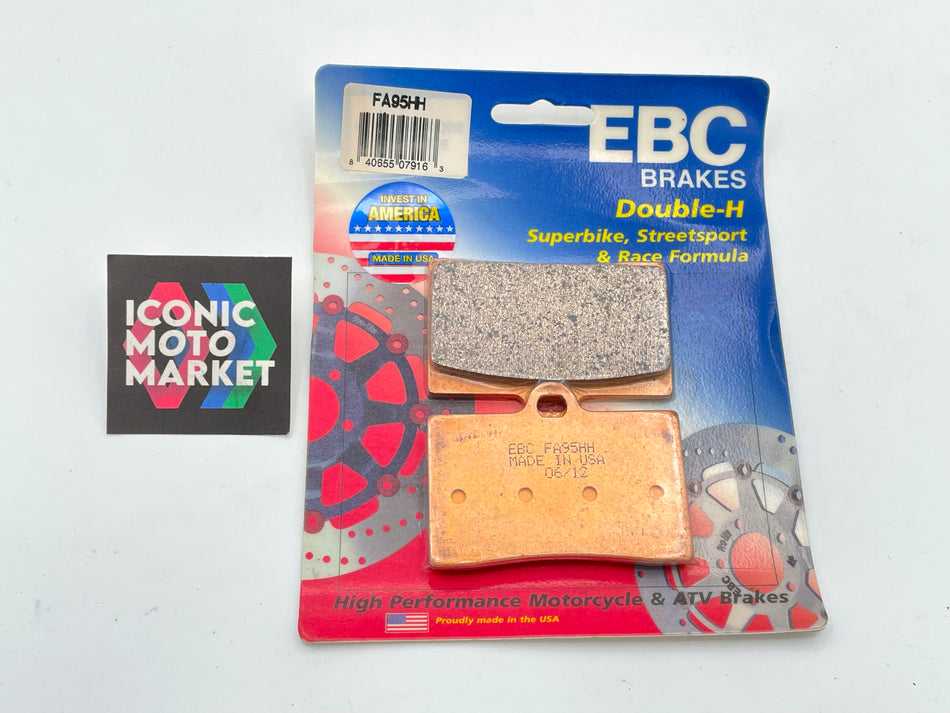 FA95HH
8 40655 07916 3
EBC
BRAKES
Double-H
Superbike, Streetsport
& Race Formula
INVEST IN
AMERICA
MADE IN USA
ICONIC
MOTO
MARKET
EBC FA95HH
MADE IN USA
06/12
High Performance Motorcycle & ATV Brakes
Proudly made in the USA